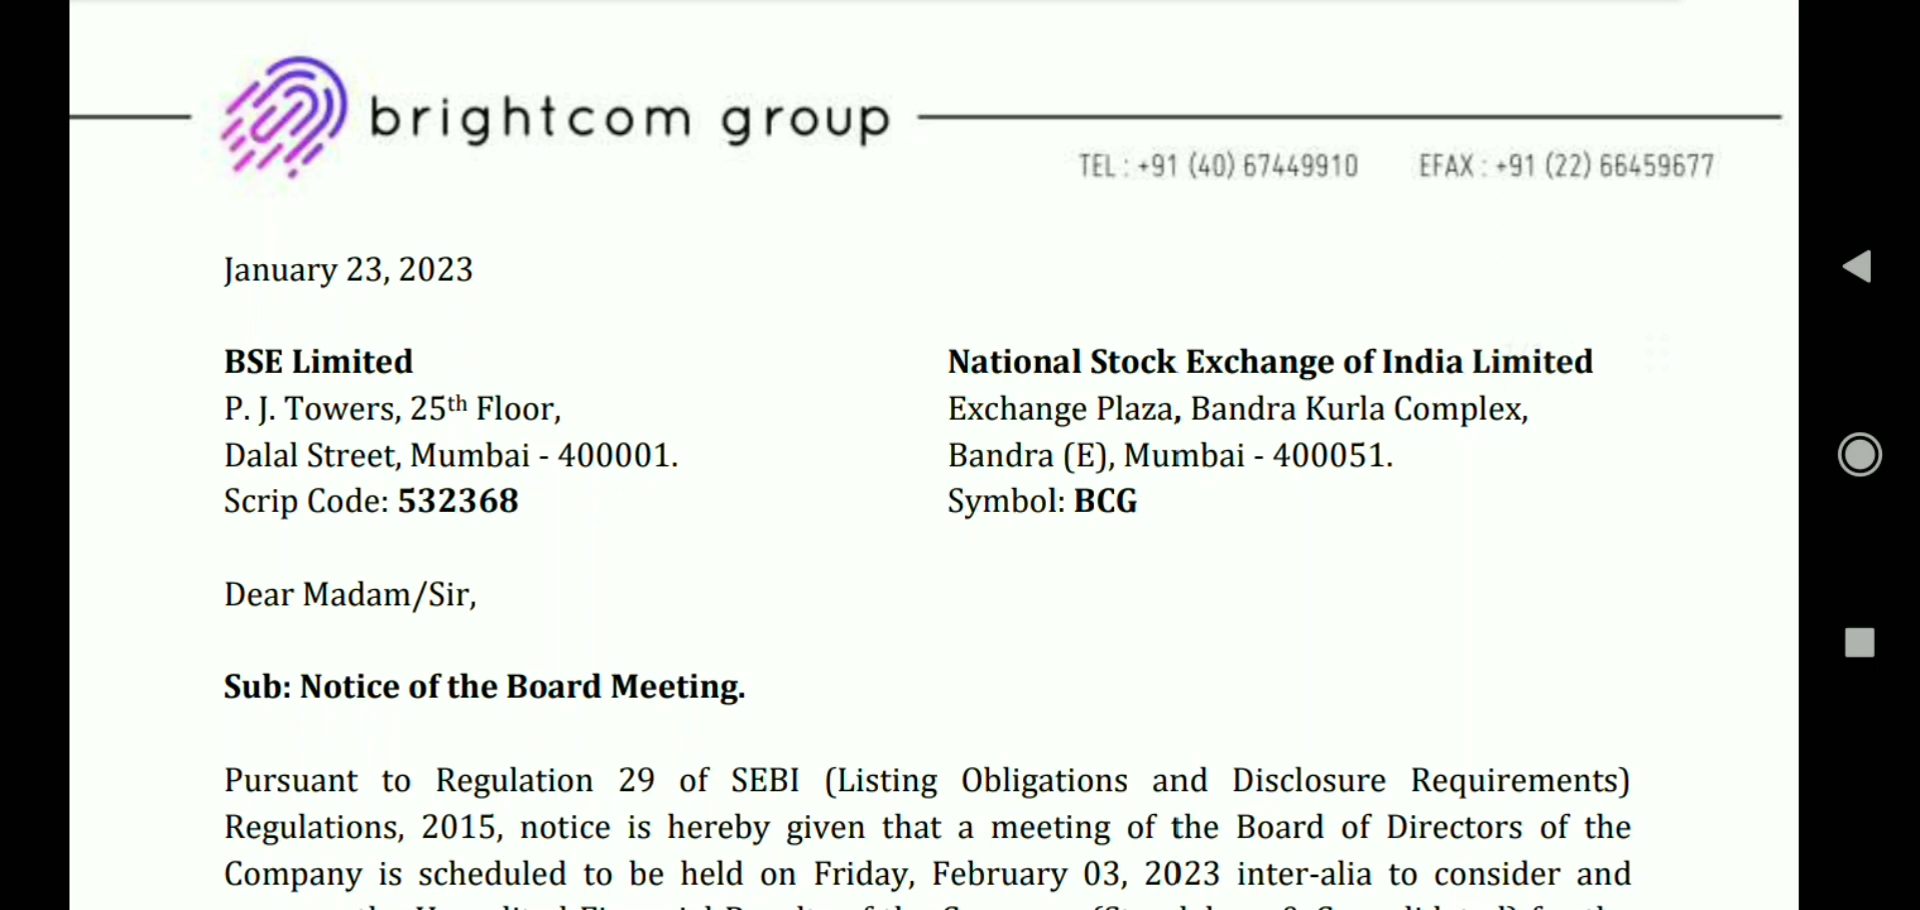 brightcom group
TEL : +91 (40) 67449910 EFAX : +91 (22) 66459677
January 23, 2023
BSE Limited
P. J. Towers, 25th Floor,
Dalal Street, Mumbai - 400001.
Scrip Code: 532368
National Stock Exchange of India Limited
Exchange Plaza, Bandra Kurla Complex,
Bandra (E), Mumbai - 400051.
Symbol: BCG
Dear Madam/Sir,
Sub: Notice of the Board Meeting.
Pursuant to Regulation 29 of SEBI (Listing Obligations and Disclosure Requirements)
Regulations, 2015, notice is hereby given that a meeting of the Board of Directors of the
Company is scheduled to be held on Friday, February 03, 2023 inter-alia to consider and